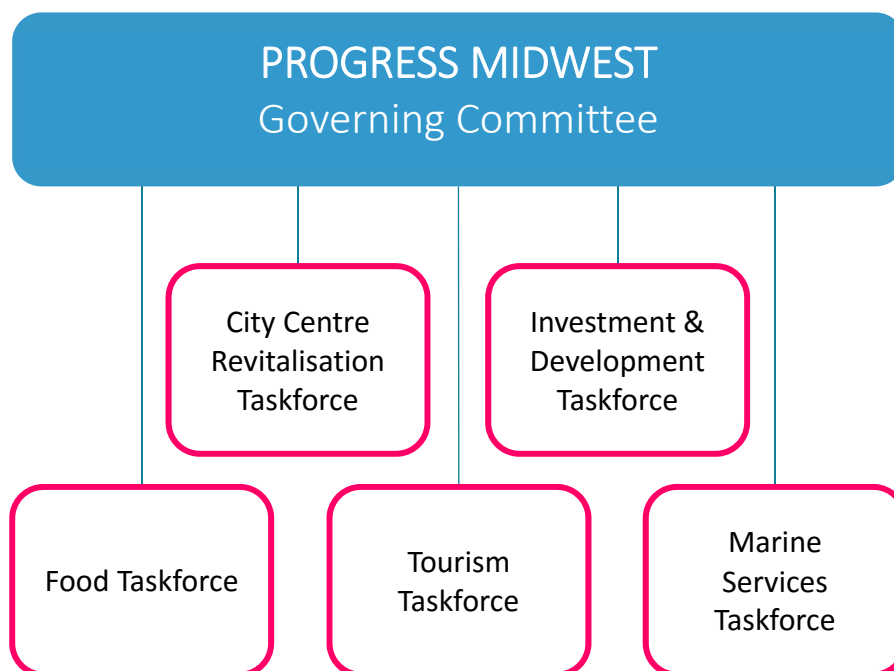 PROGRESS MIDWEST
Governing Committee
City Centre
Revitalisation
Taskforce
Investment &
Development
Taskforce
Food Taskforce
Tourism
Taskforce
Marine
Services
Taskforce